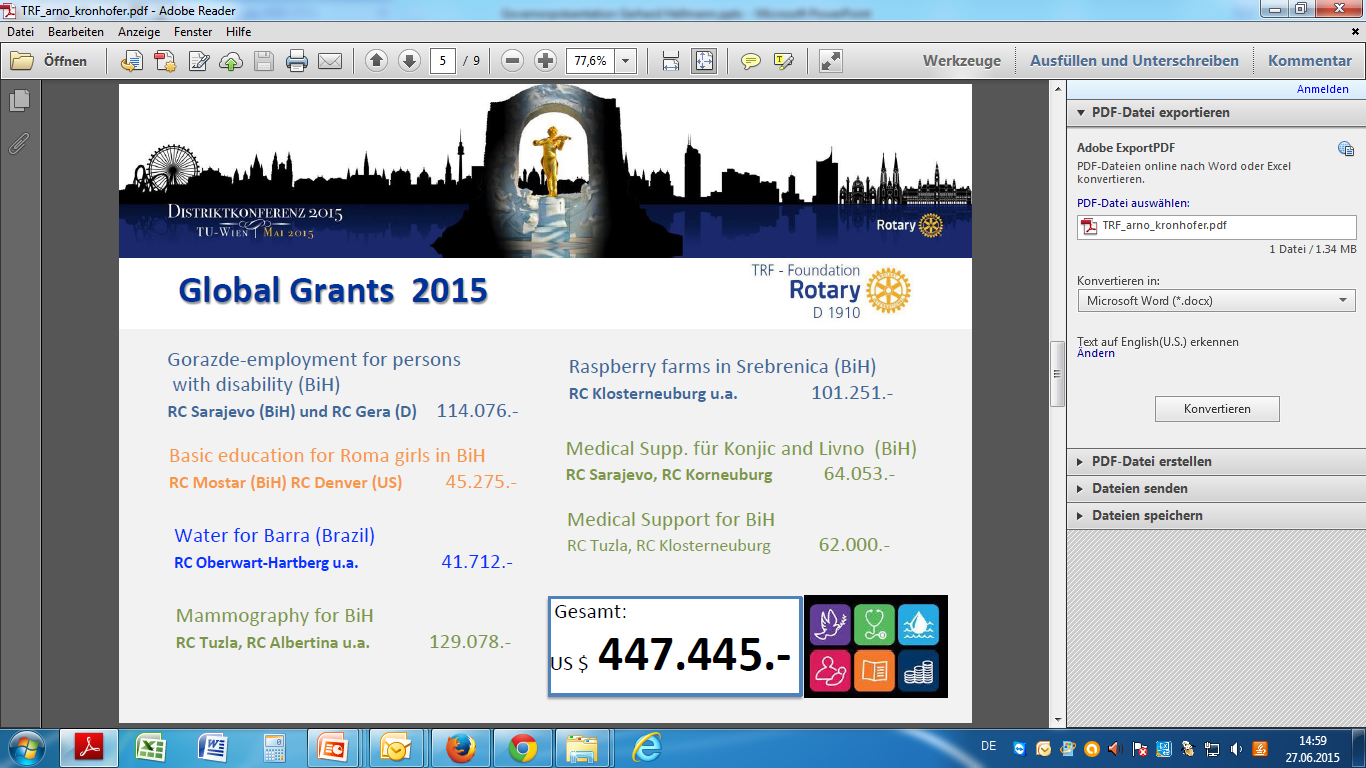 TRF_arno_kronhofer.pdf - Adobe Reader
Datei Bearbeiten Anzeige Fenster Hilfe
Öffnen 5 / 9 77,6% Werkzeuge Ausfüllen und Unterschreiben Kommentar
Anmelden
DISTRIKTKONFERENZ 2015
TU-WIEN MAI 2015
Rotary
Global Grants 2015
TRF - Foundation
Rotary
D 1910
Gorazde-employment for persons
with disability (BiH)
RC Sarajevo (BiH) und RC Gera (D) 114.076.-
Basic education for Roma girls in BiH
RC Mostar (BiH) RC Denver (US) 45.275.-
Water for Barra (Brazil)
RC Oberwart-Hartberg u.a. 41.712.-
Mammography for BiH
RC Tuzla, RC Albertina u.a. 129.078.-
Raspberry farms in Srebrenica (BiH)
RC Klosterneuburg u.a. 101.251.-
Medical Supp. für Konjic and Livno (BiH)
RC Sarajevo, RC Korneuburg 64.053.-
Medical Support for BiH
RC Tuzla, RC Klosterneuburg 62.000.-
Gesamt:
US $ 447.445.-
PDF-Datei exportieren
Adobe ExportPDF
PDF-Dateien online nach Word oder Excel
konvertieren.
PDF-Datei auswählen:
TRF_arno_kronhofer.pdf
1 Datei / 1.34 MB
Konvertieren in:
Microsoft Word (*.docx)
Text auf English(U.S.) erkennen
Ändern
Konvertieren
PDF-Datei erstellen
Dateien senden
Dateien speichern
DE
14:59
27.06.2015